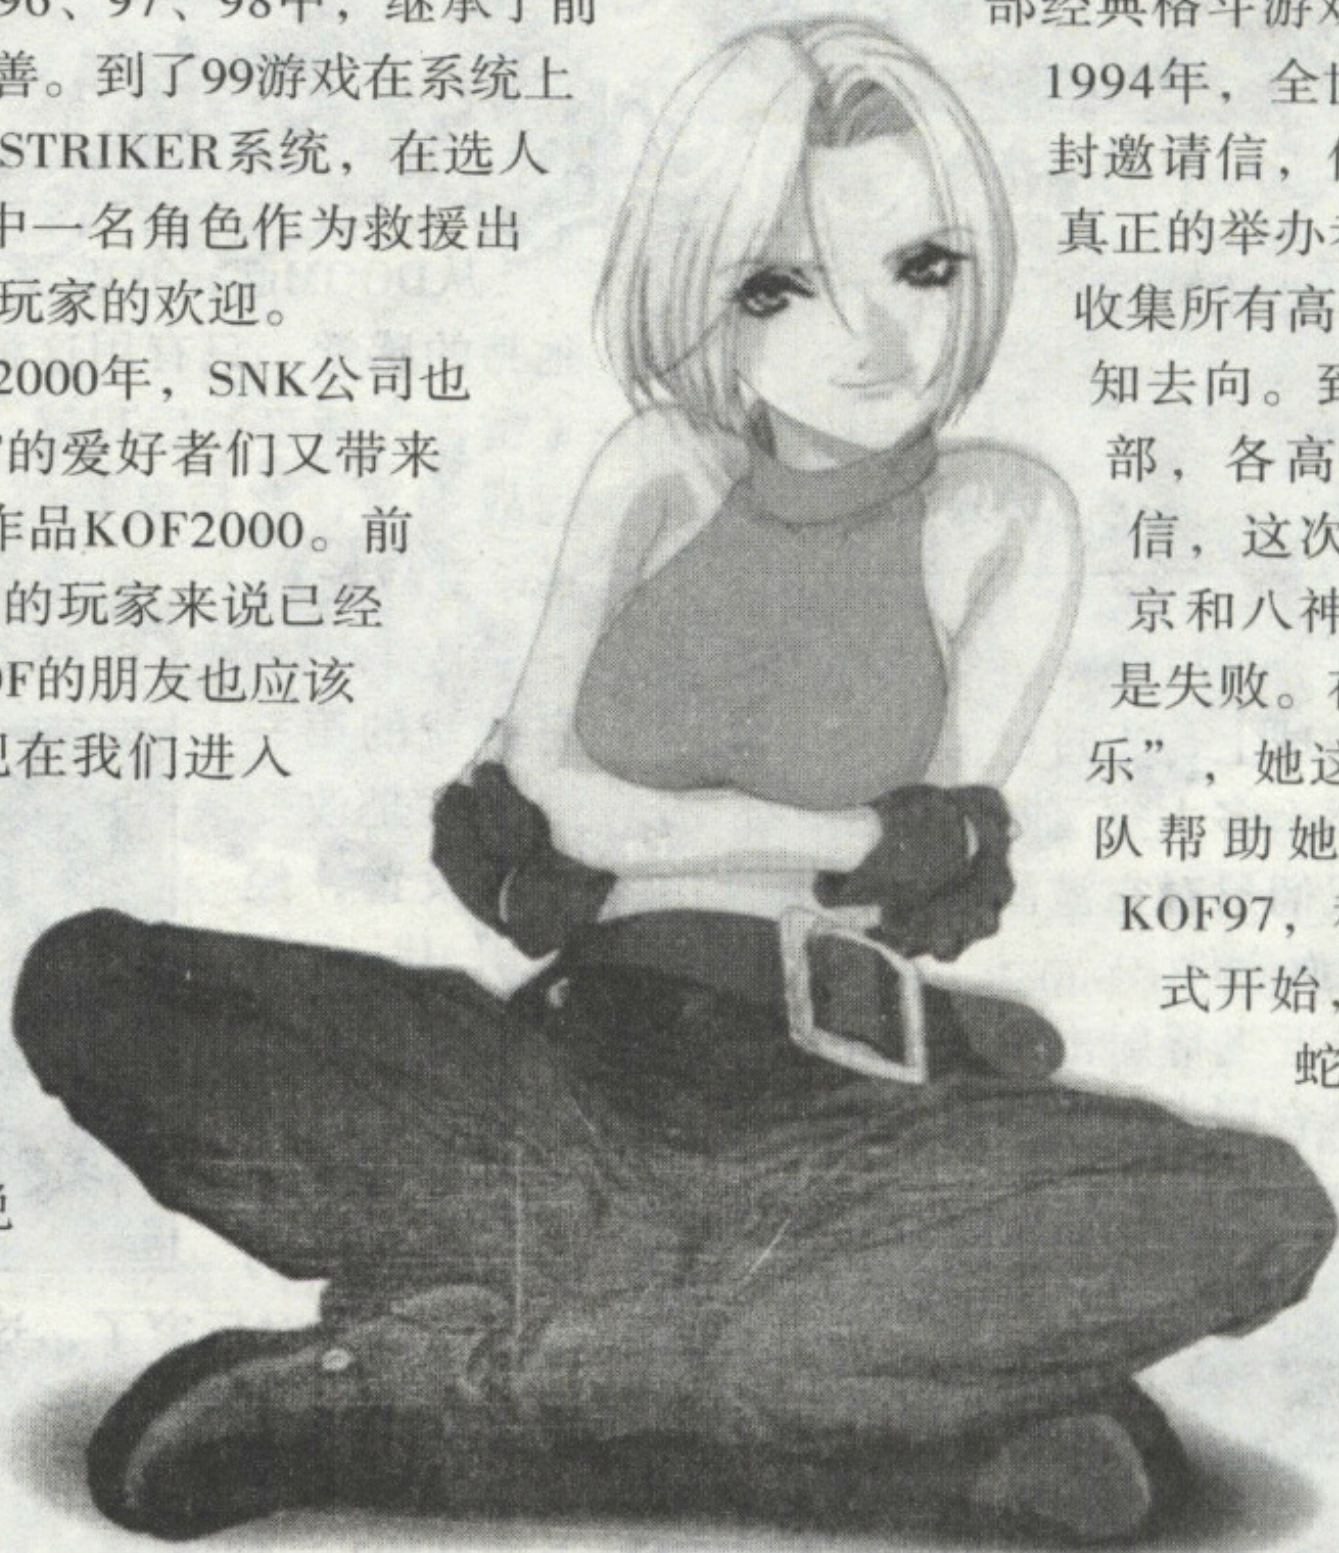 96、97、98中，继承了前
善。到了99游戏在系统上
STRIKER系统，在选人
中一名角色作为救援出
玩家的欢迎。
2000年，SNK公司也
的爱好者们又带来
作品KOF2000。前
的玩家来说已经
OF的朋友也应该
现在我们进入
部经典格斗游戏
1994年，全世
封邀请信，
真正的举办者
收集所有高
知去向。到
部，各高
信，这次
京和八神
是失败。在
乐”，她这
队帮助她
KOF97，
式开始，
蛇